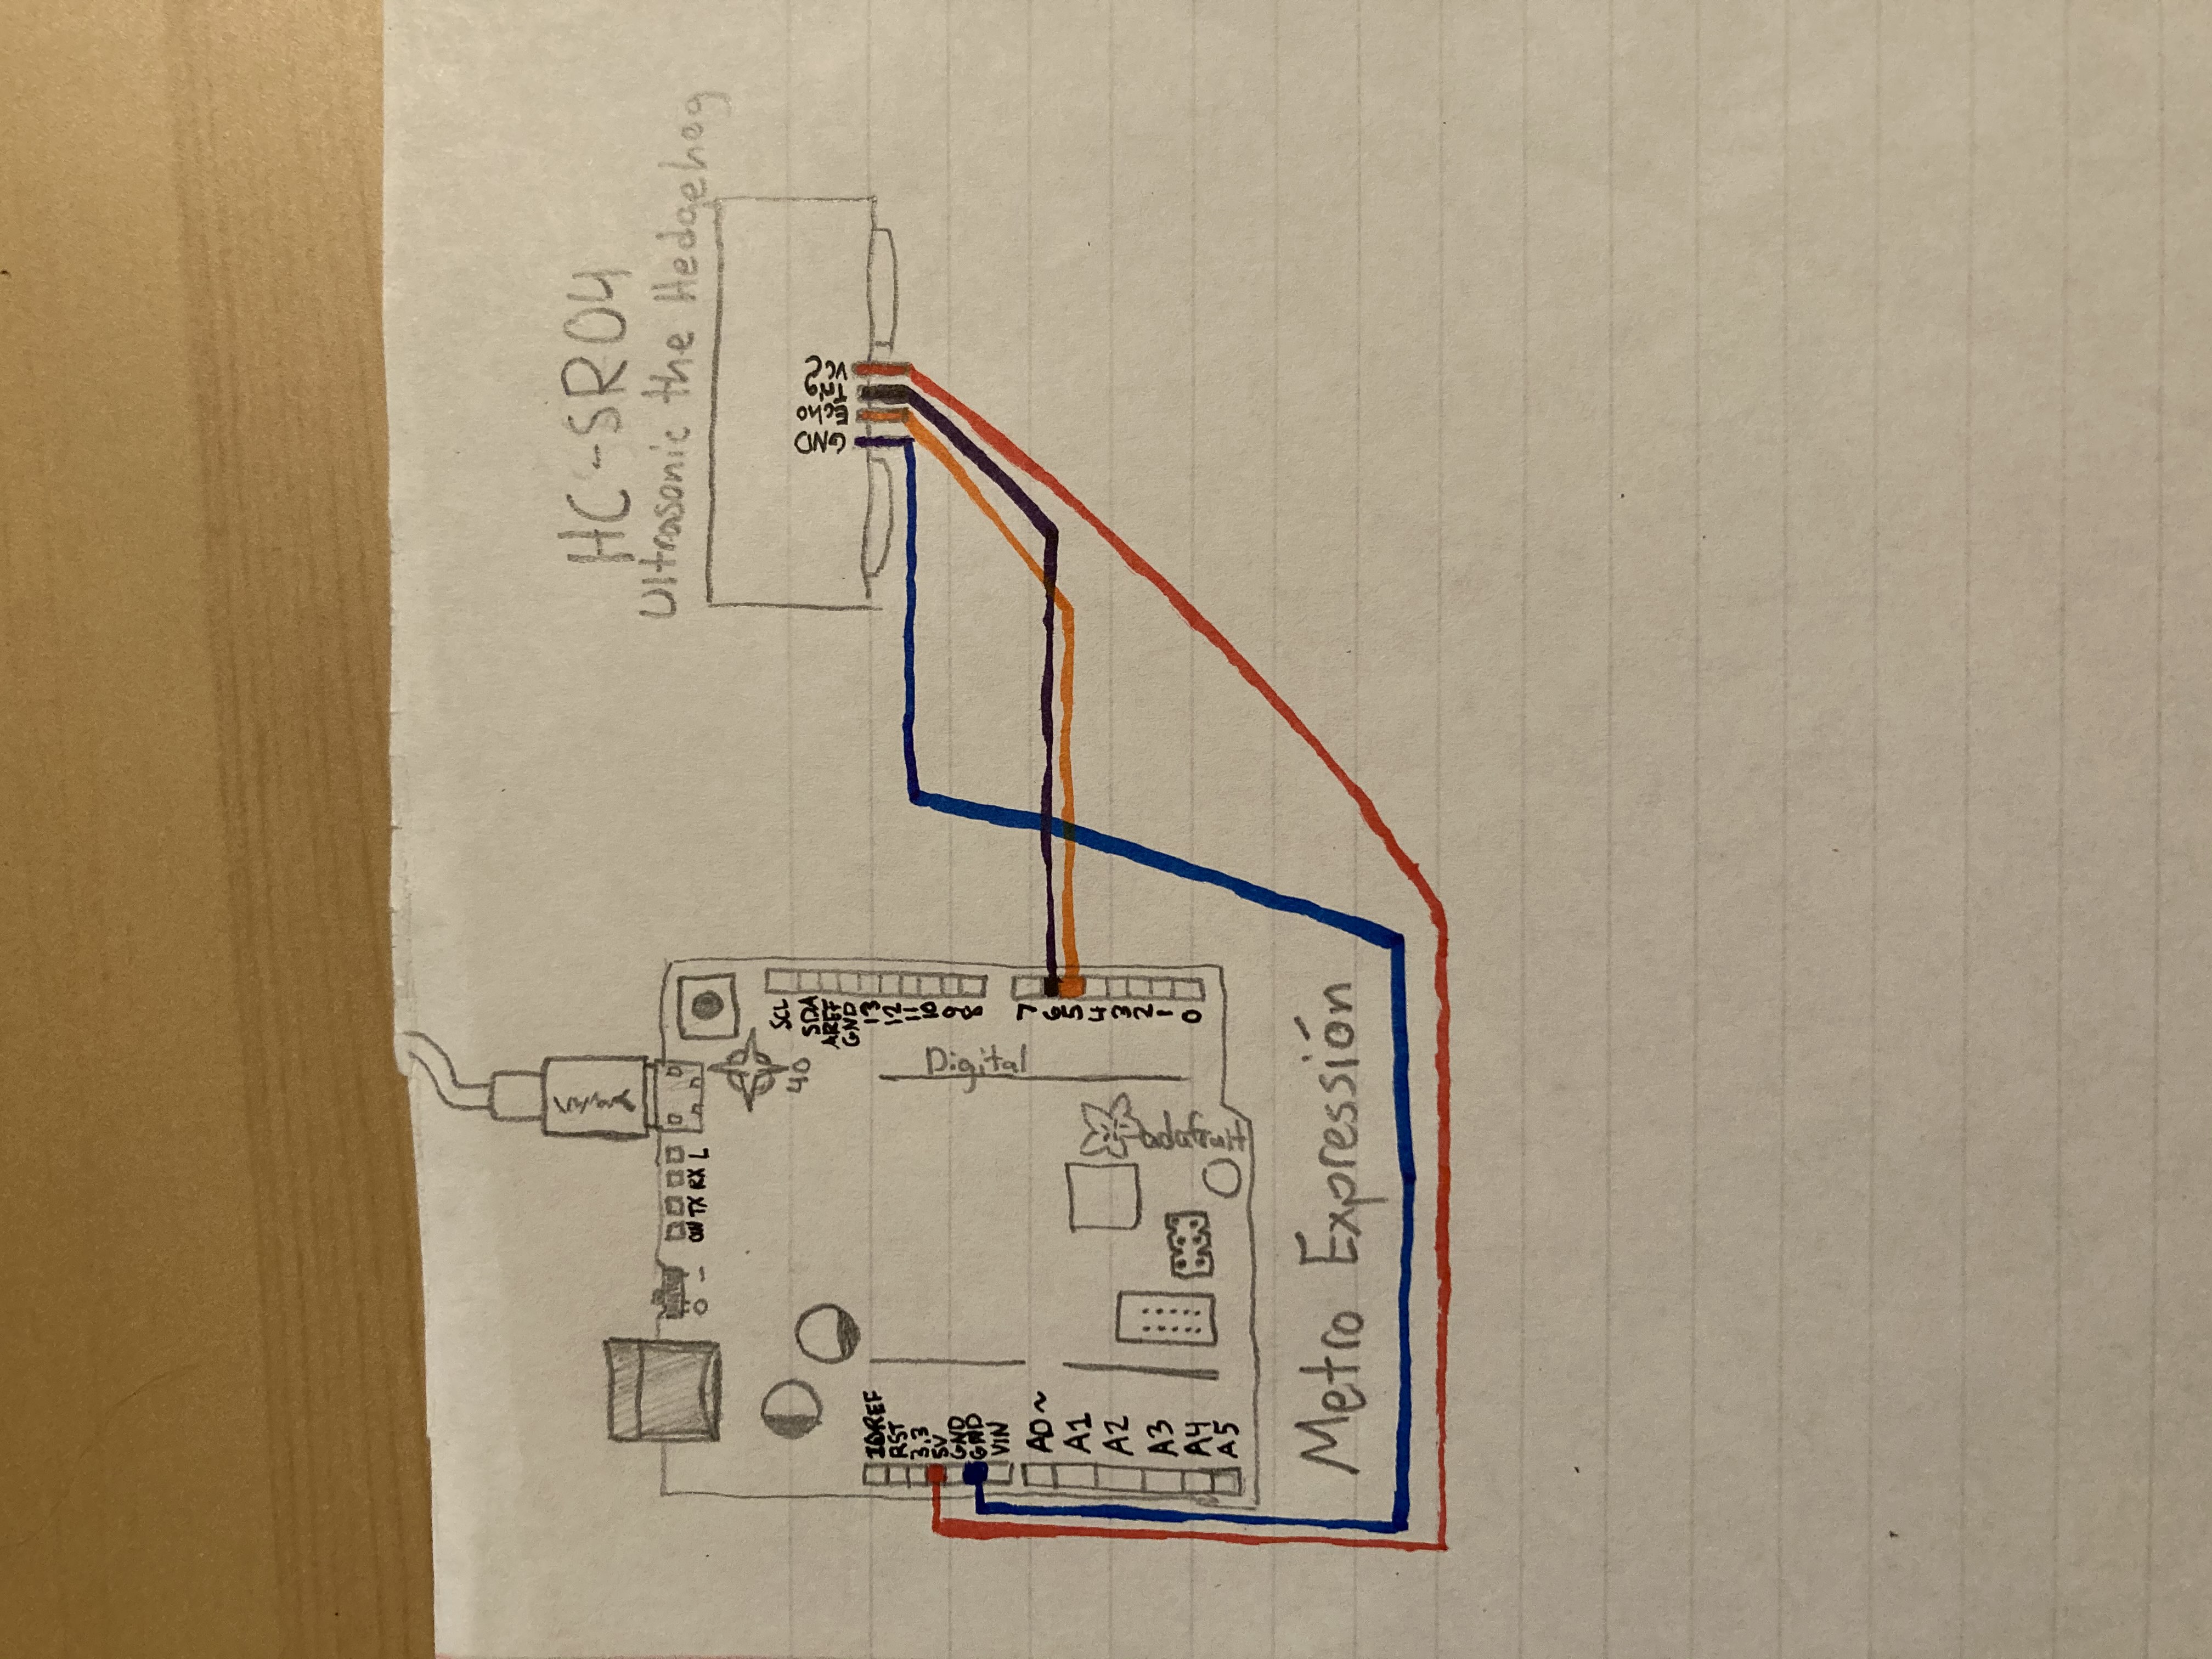 HC-SR04
Ultrasonic the Hedgehog
ON TX RX L
40
SCL
SDA
AREF
GND
13
12
11
10
9
8
7
6
5
4
3
2
1
0
Digital
IOREF
RST
3.3
5V
GND
GND
VIN
A0~
A1
A2
A3
A4
A5
adafruit
GND
Echo
Trig
VCC
Metro Expressión